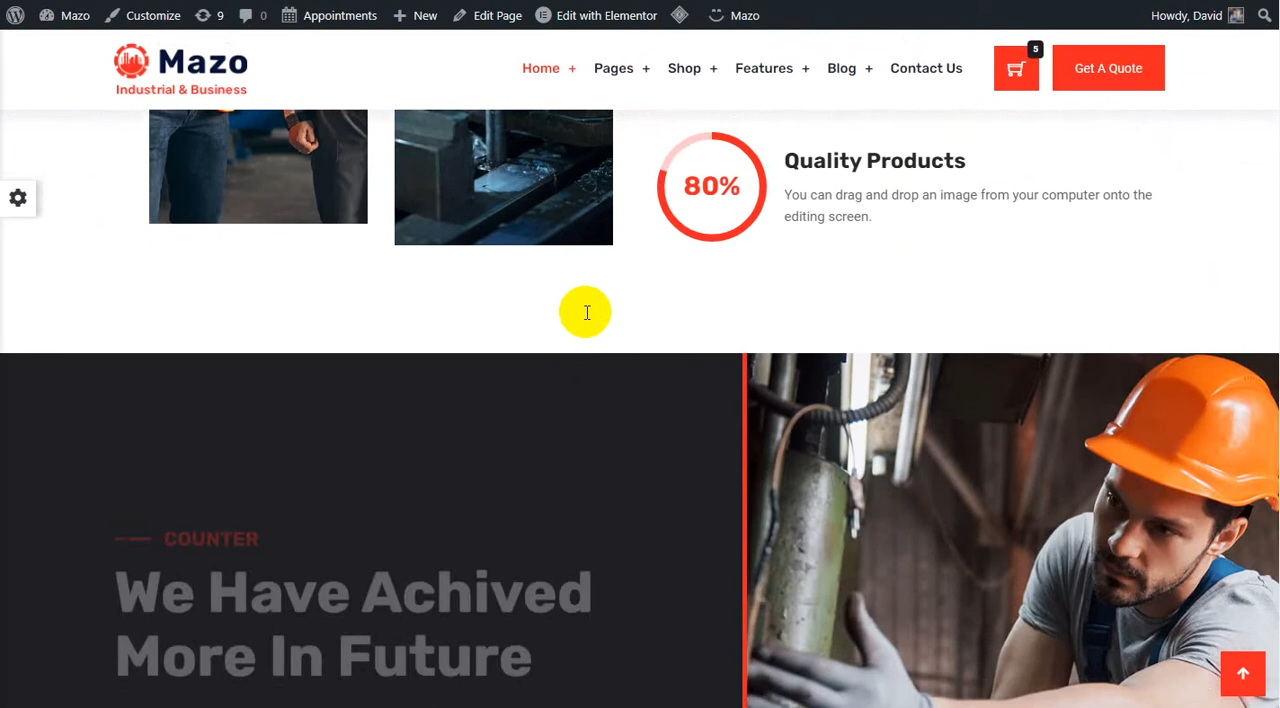 Mazo Customize 9 0 Appointments New Edit Page Edit with Elementor Mazo Howdy, David
Mazo
Industrial & Business
Home + Pages + Shop + Features + Blog + Contact Us 5 Get A Quote
80%
Quality Products
You can drag and drop an image from your computer onto the
editing screen.
COUNTER
We Have Achived
More In Future